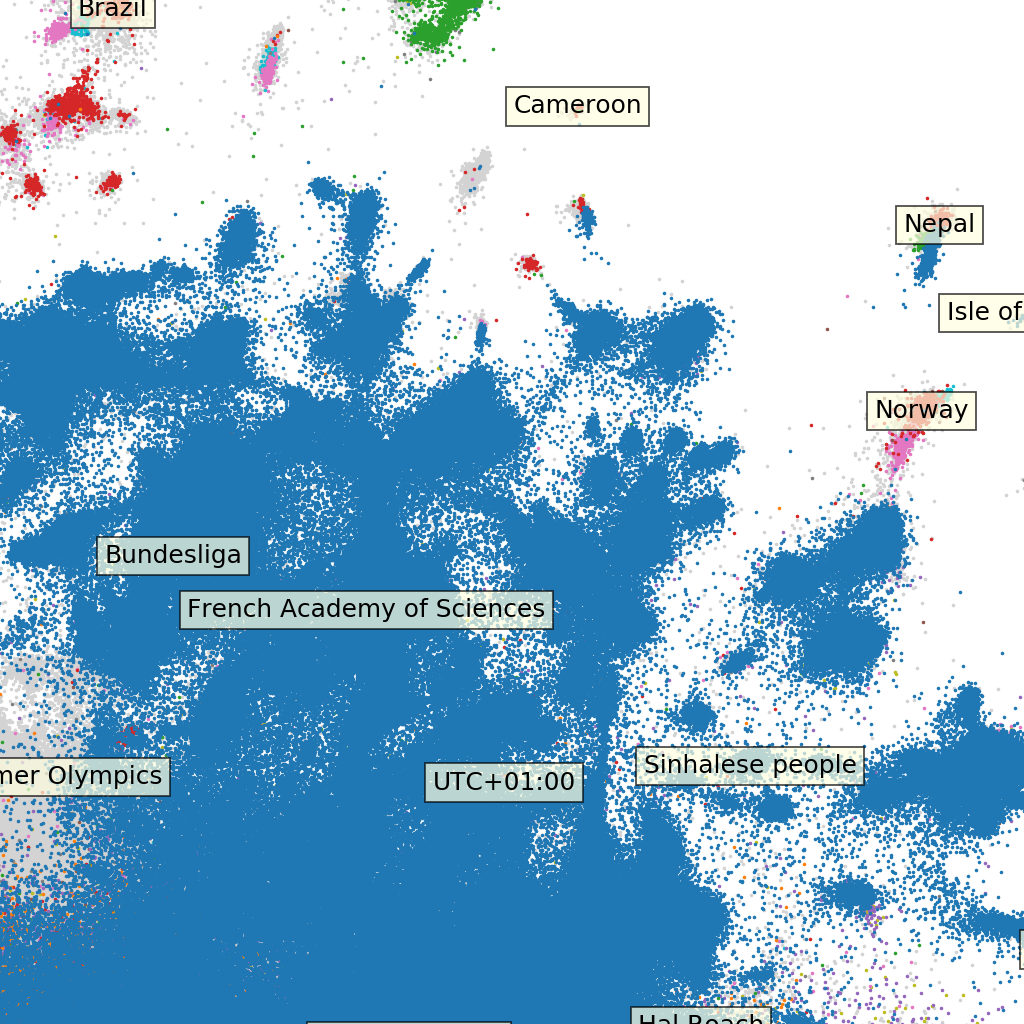 Brazil
Cameroon
Nepal
Isle of
Norway
Bundesliga
French Academy of Sciences
Sinhalese people
mer Olympics
UTC+01:00
Hal Roach